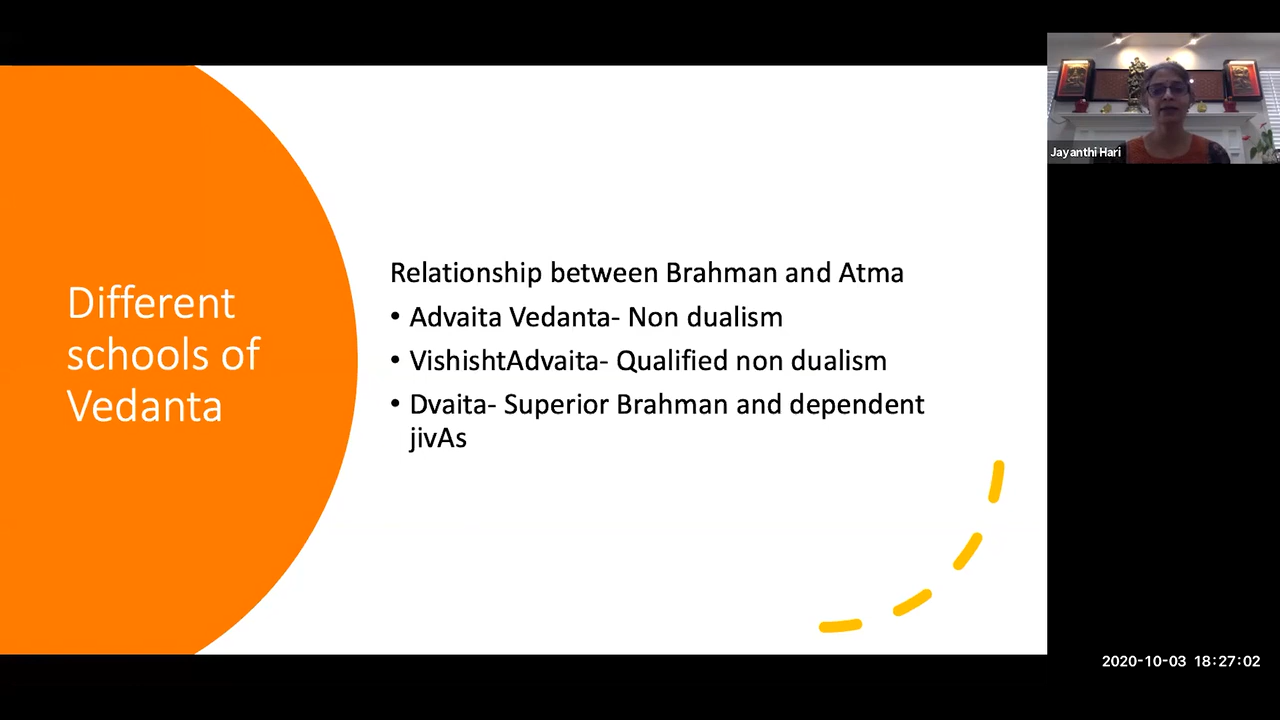 Different
schools of
Vedanta
Relationship between Brahman and Atma
• Advaita Vedanta- Non dualism
• VishishtAdvaita- Qualified non dualism
• Dvaita- Superior Brahman and dependent
jivAs
Jayanthi Hari
2020-10-03 18:27:02